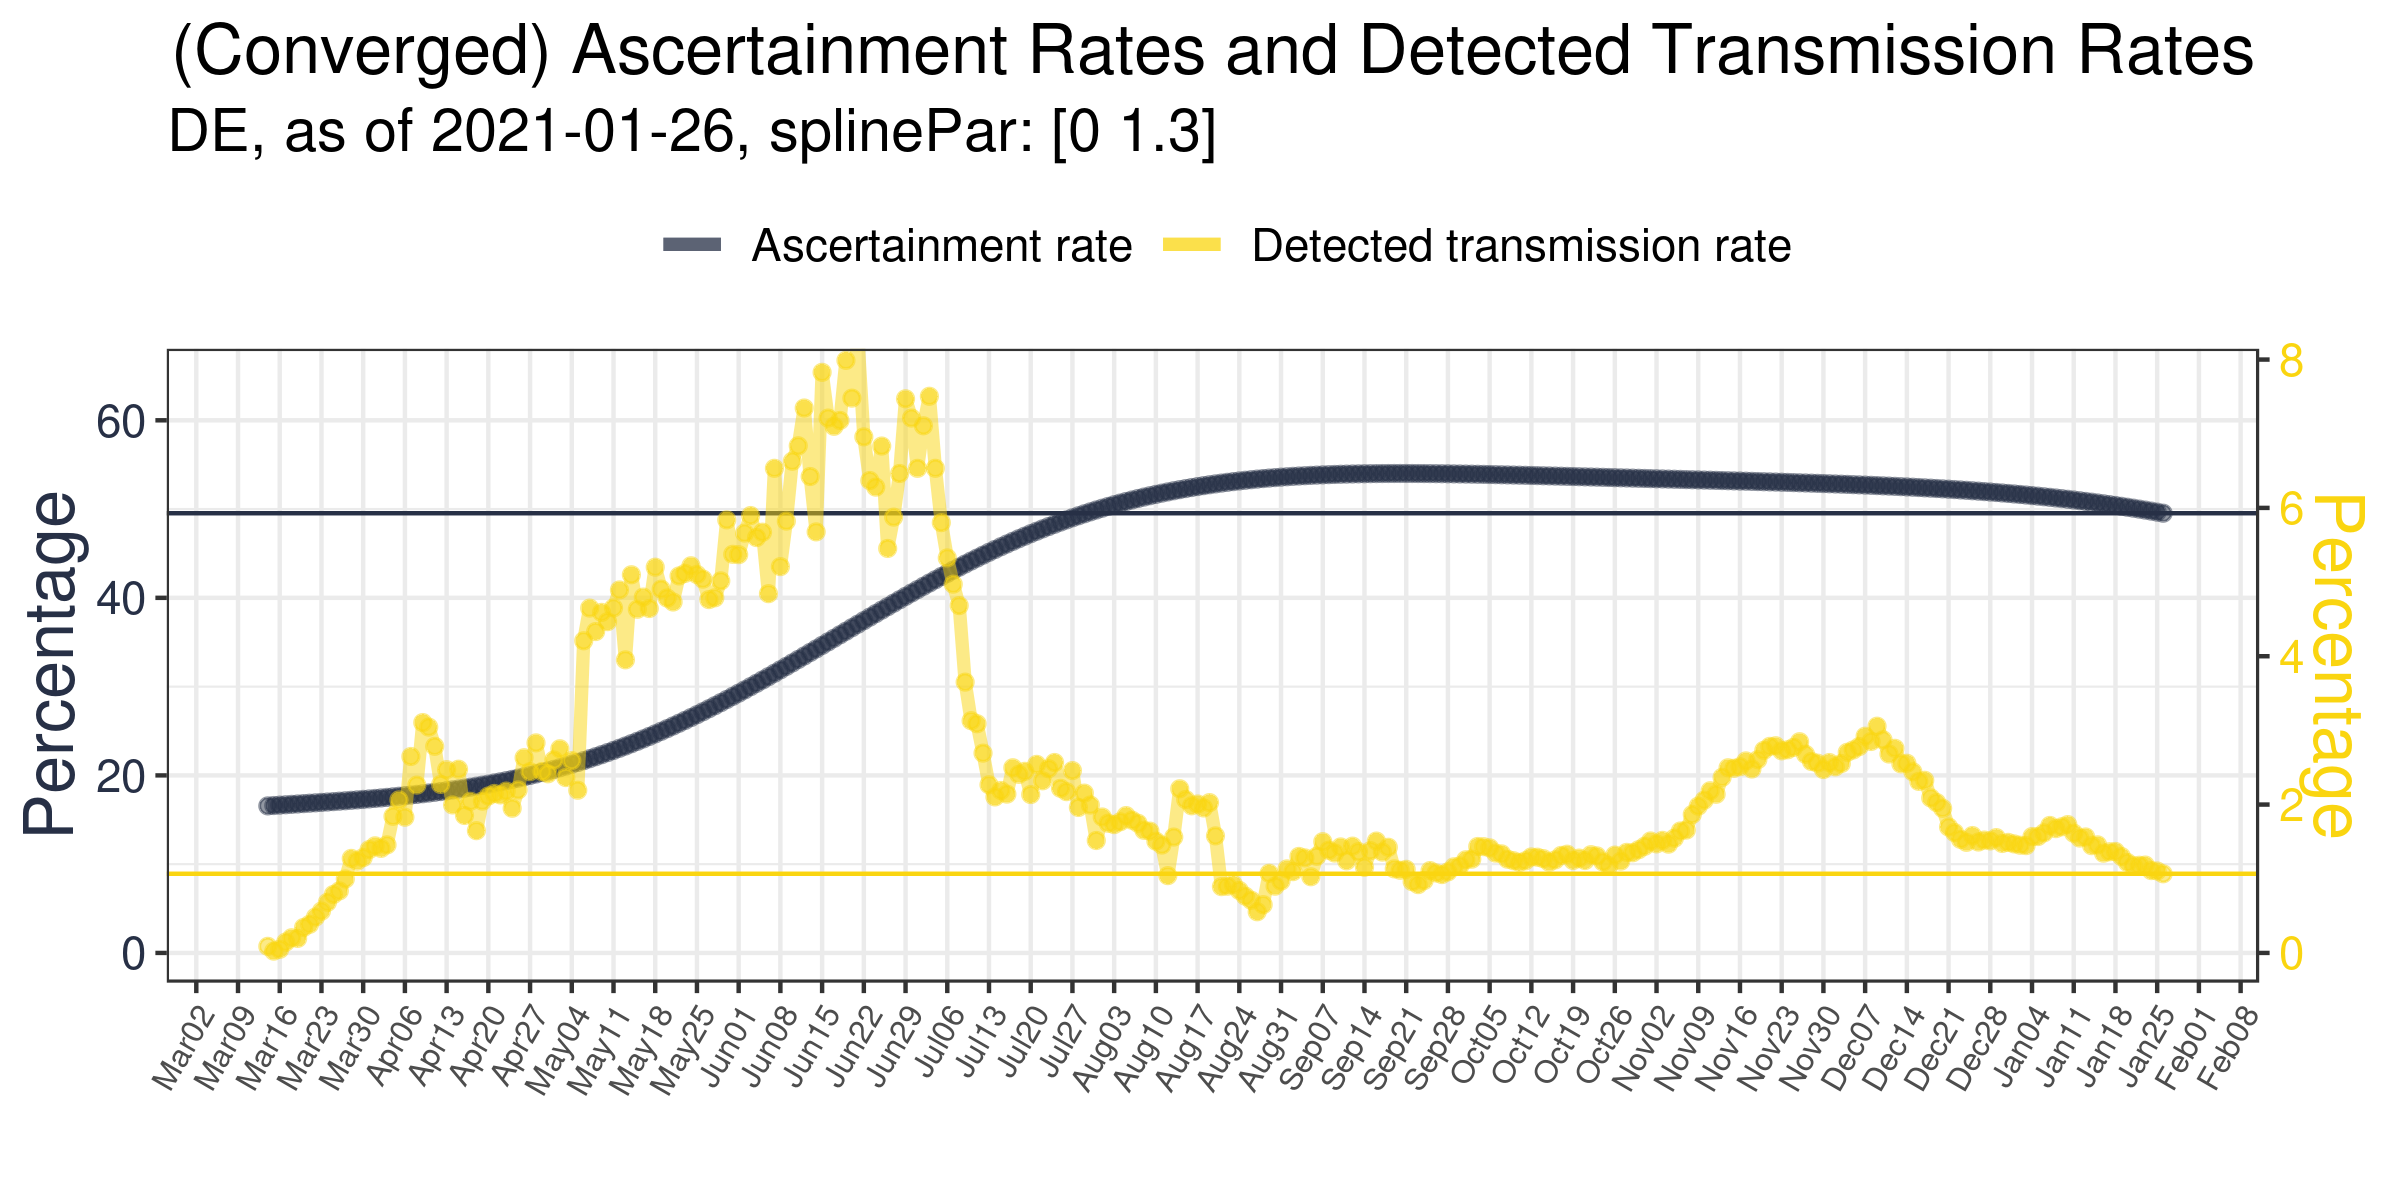 (Converged) Ascertainment Rates and Detected Transmission Rates
DE, as of 2021-01-26, splinePar: [0 1.3]
Ascertainment rate Detected transmission rate
Percentage
60
40
20
0
8
6
4
2
0
Percentage
Mar02 Mar09 Mar16 Mar23 Mar30 Apr06 Apr13 Apr20 Apr27 May04 May11 May18 May25 Jun01 Jun08 Jun15 Jun22 Jun29 Jul06 Jul13 Jul20 Jul27 Aug03 Aug10 Aug17 Aug24 Aug31 Sep07 Sep14 Sep21 Sep28 Oct05 Oct12 Oct19 Oct26 Nov02 Nov09 Nov16 Nov23 Nov30 Dec07 Dec14 Dec21 Dec28 Jan04 Jan11 Jan18 Jan25 Feb01 Feb08